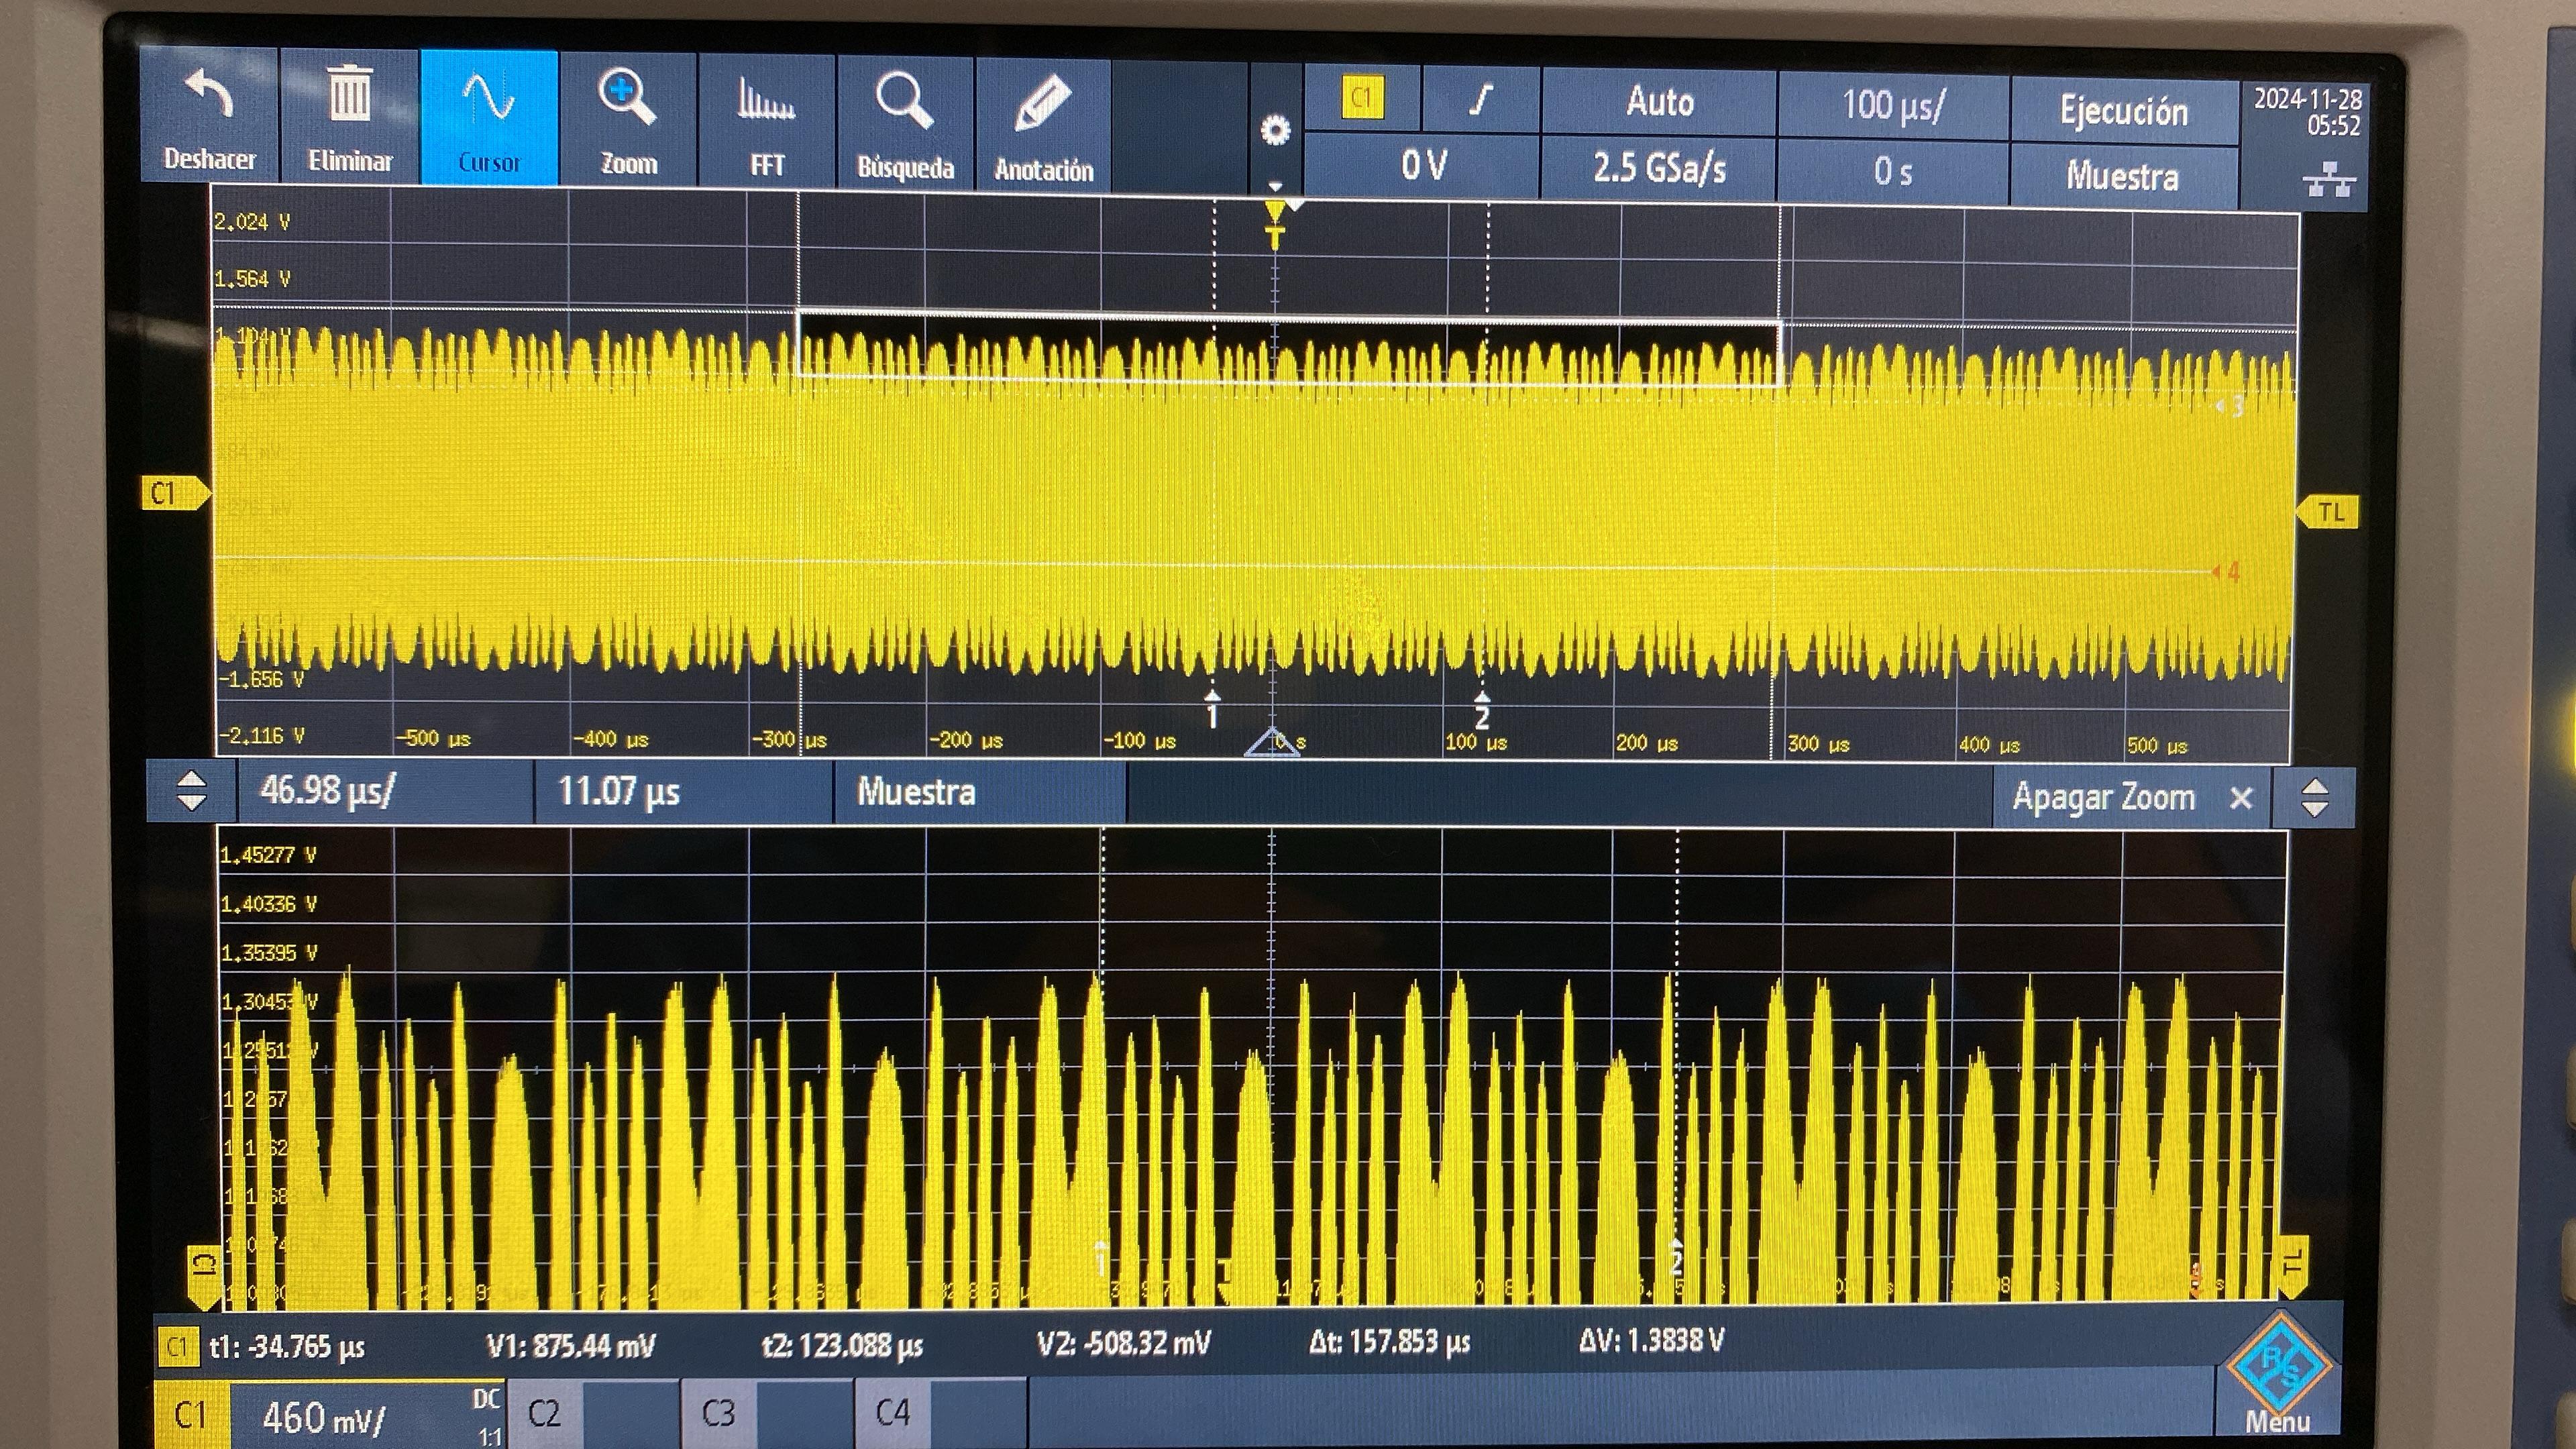 Deshacer Eliminar Cursor Zoom FFT Búsqueda Anotación
C1 Auto 100 µs/ Ejecución 2024-11-28
05:52
0 V 2.5 GSa/s 0 s Muestra
2.024 V
T
1.564 V
1.104 V
3
C1
TL
4
-1.656 V
1 2
-2.116 V -500 µs -400 µs -300 µs -200 µs -100 µs 0 s 100 µs 200 µs 300 µs 400 µs 500 µs
46.98 µs/ 11.07 µs Muestra Apagar Zoom ✕
1.45277 V
1.40336 V
1.35395 V
1.30453 V
C1 1 T 2 TL
C1 t1: -34.765 µs V1: 875.44 mV t2: 123.088 µs V2: -508.32 mV Δt: 157.853 µs ΔV: 1.3838 V
C1 460 mV/ DC
1:1
C2 C3 C4
R/S
Menu